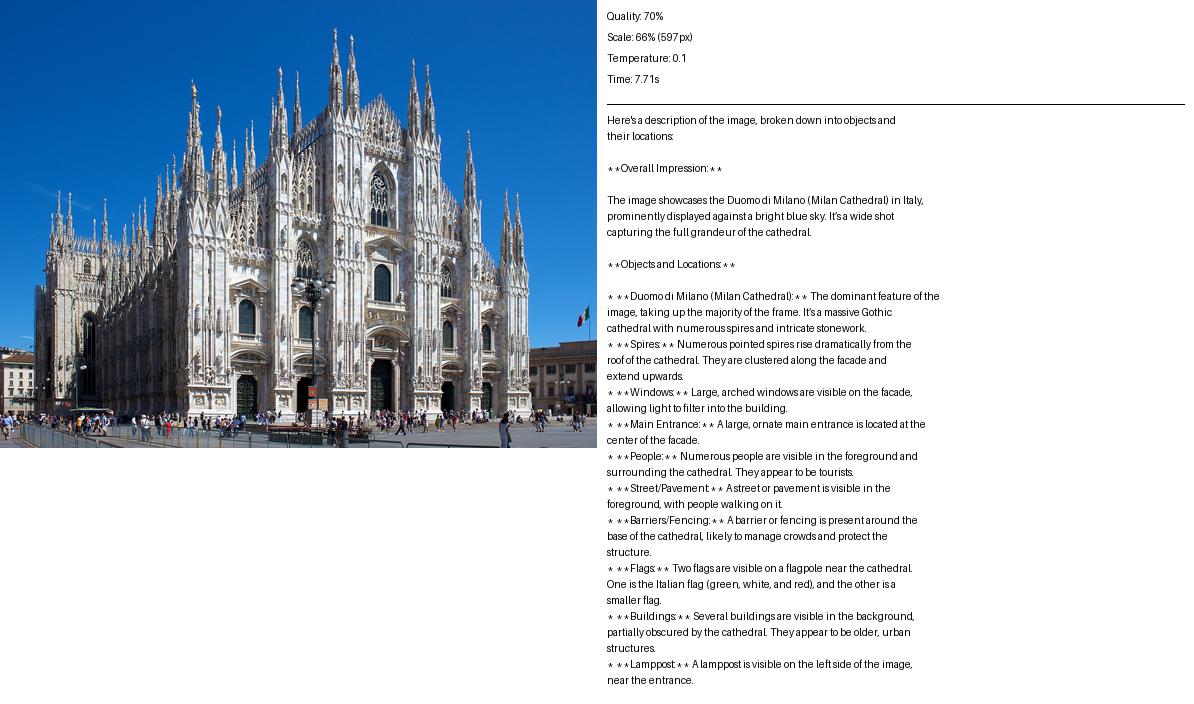 Quality: 70%
Scale: 66% (597px)
Temperature: 0.1
Time: 7.71s
Here's a description of the image, broken down into objects and
their locations:
**Overall Impression:**
The image showcases the Duomo di Milano (Milan Cathedral) in Italy,
prominently displayed against a bright blue sky. It's a wide shot
capturing the full grandeur of the cathedral.
**Objects and Locations:**
* **Duomo di Milano (Milan Cathedral):** The dominant feature of the
image, taking up the majority of the frame. It's a massive Gothic
cathedral with numerous spires and intricate stonework.
* **Spires:** Numerous pointed spires rise dramatically from the
roof of the cathedral. They are clustered along the facade and
extend upwards.
* **Windows:** Large, arched windows are visible on the facade,
allowing light to filter into the building.
* **Main Entrance:** A large, ornate main entrance is located at the
center of the facade.
* **People:** Numerous people are visible in the foreground and
surrounding the cathedral. They appear to be tourists.
* **Street/Pavement:** A street or pavement is visible in the
foreground, with people walking on it.
* **Barriers/Fencing:** A barrier or fencing is present around the
base of the cathedral, likely to manage crowds and protect the
structure.
* **Flags:** Two flags are visible on a flagpole near the cathedral.
One is the Italian flag (green, white, and red), and the other is a
smaller flag.
* **Buildings:** Several buildings are visible in the background,
partially obscured by the cathedral. They appear to be older, urban
structures.
* **Lamppost:** A lamppost is visible on the left side of the image,
near the entrance.